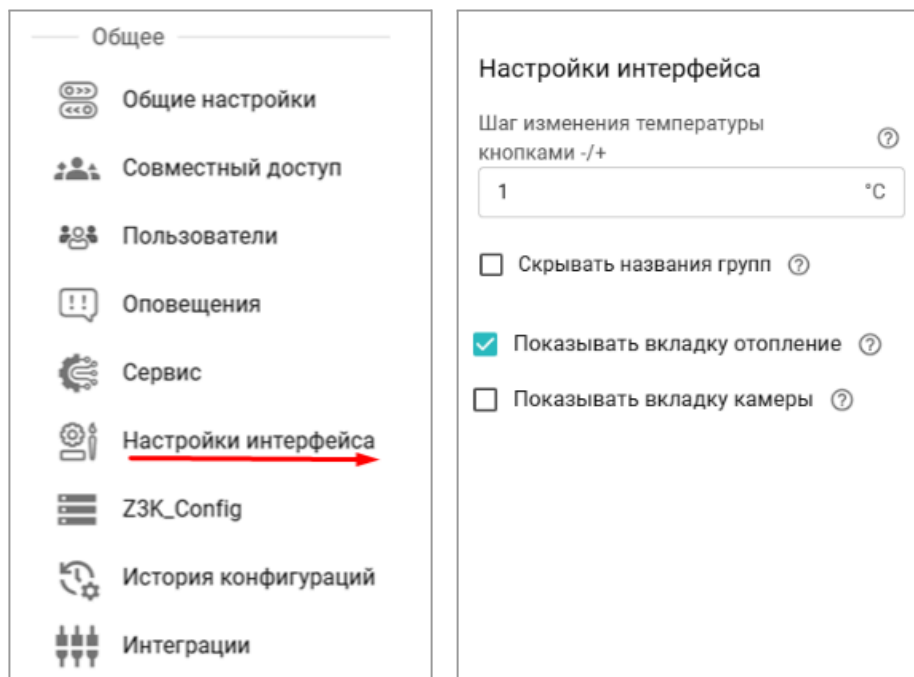 Общее
Общие настройки
Совместный доступ
Пользователи
Оповещения
Сервис
Настройки интерфейса
Z3K_Config
История конфигураций
Интеграции
Настройки интерфейса
Шаг изменения температуры
кнопками -/+
1 °C
Скрывать названия групп
Показывать вкладку отопление
Показывать вкладку камеры